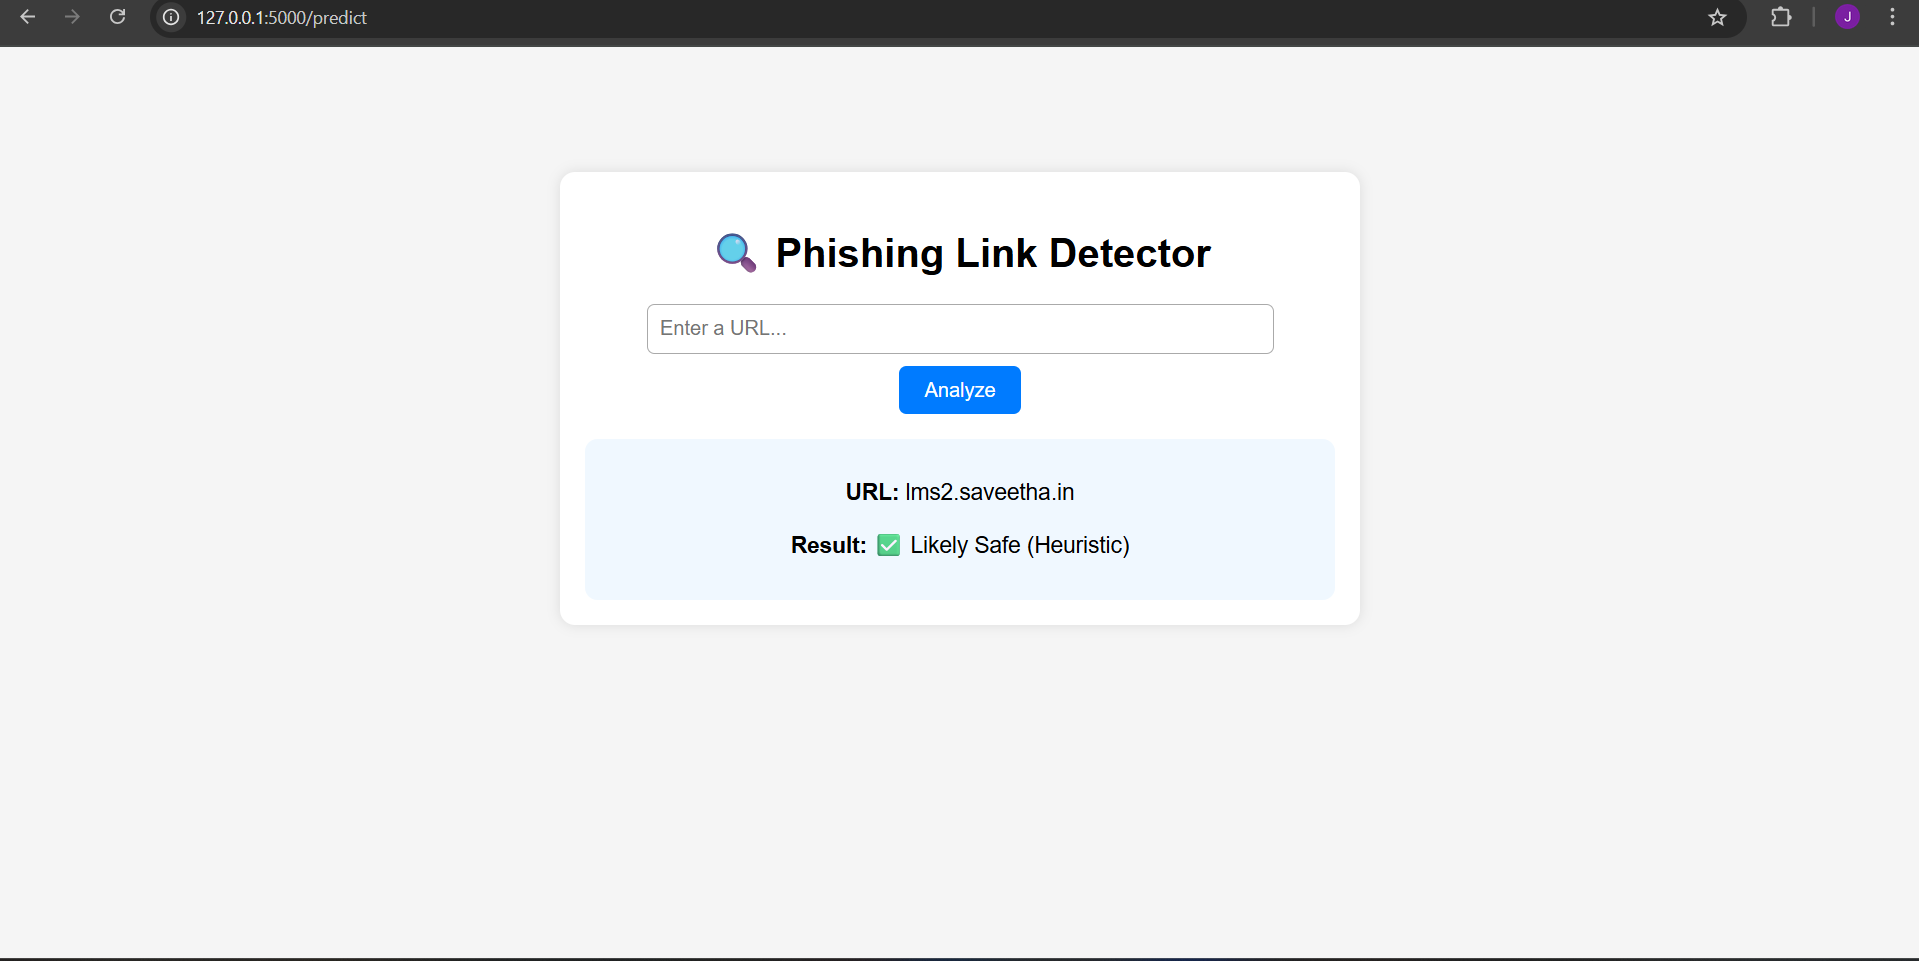 127.0.0.1:5000/predict
J
Phishing Link Detector
Enter a URL...
Analyze
URL: lms2.saveetha.in
Result: ✅ Likely Safe (Heuristic)